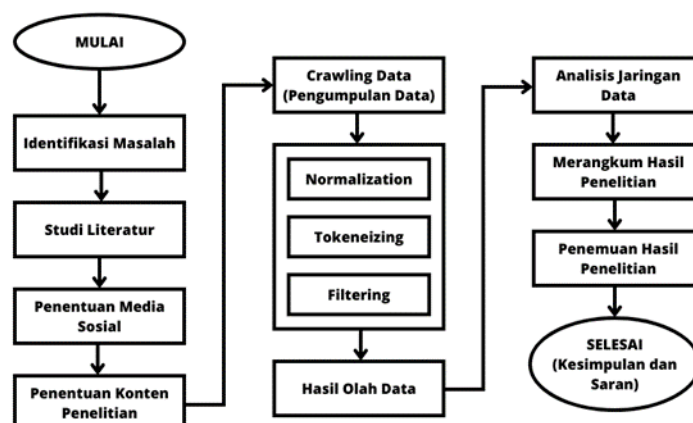 MULAI
Identifikasi Masalah
Studi Literatur
Penentuan Media
Sosial
Penentuan Konten
Penelitian
Crawling Data
(Pengumpulan Data)
Normalization
Tokeneizing
Filtering
Hasil Olah Data
Analisis Jaringan
Data
Merangkum Hasil
Penelitian
Penemuan Hasil
Penelitian
SELESAI
(Kesimpulan dan
Saran)